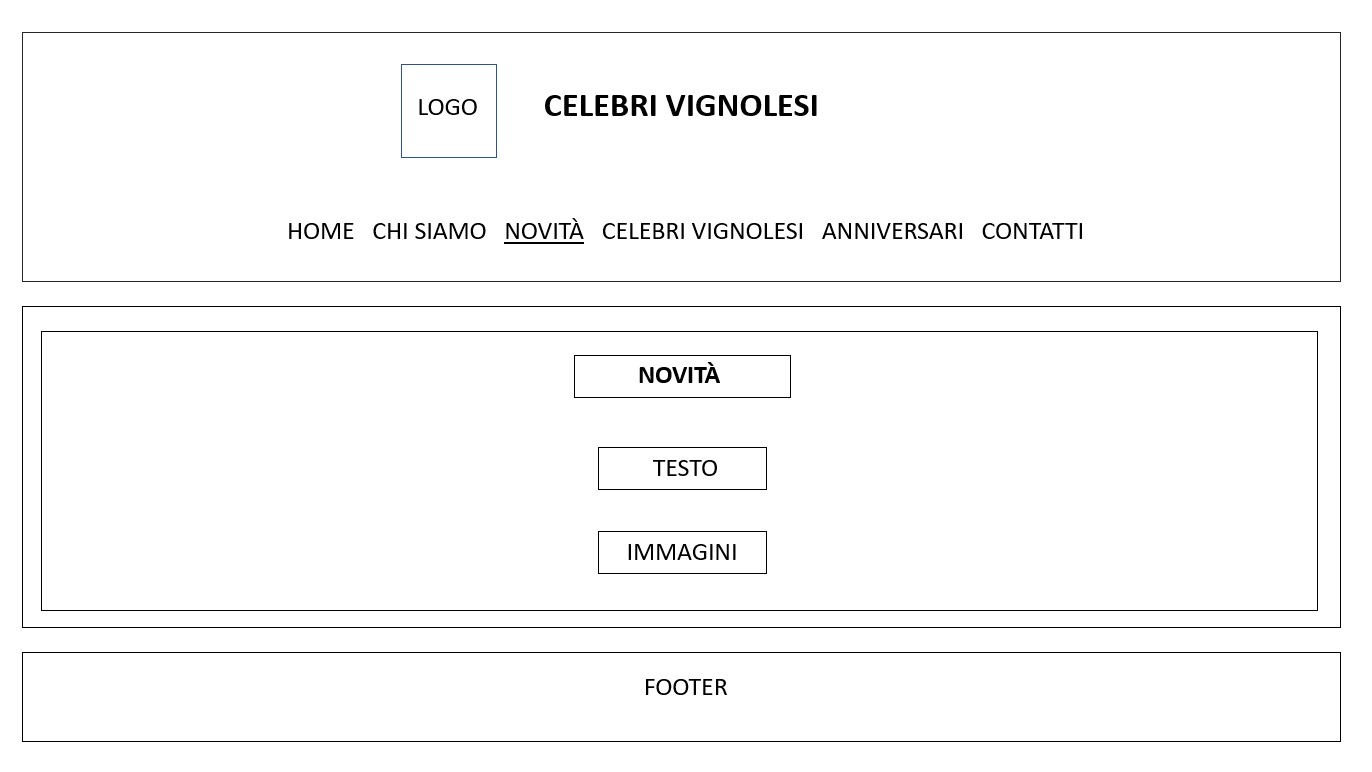 LOGO CELEBRI VIGNOLESI
HOME CHI SIAMO NOVITÀ CELEBRI VIGNOLESI ANNIVERSARI CONTATTI
NOVITÀ
TESTO
IMMAGINI
FOOTER